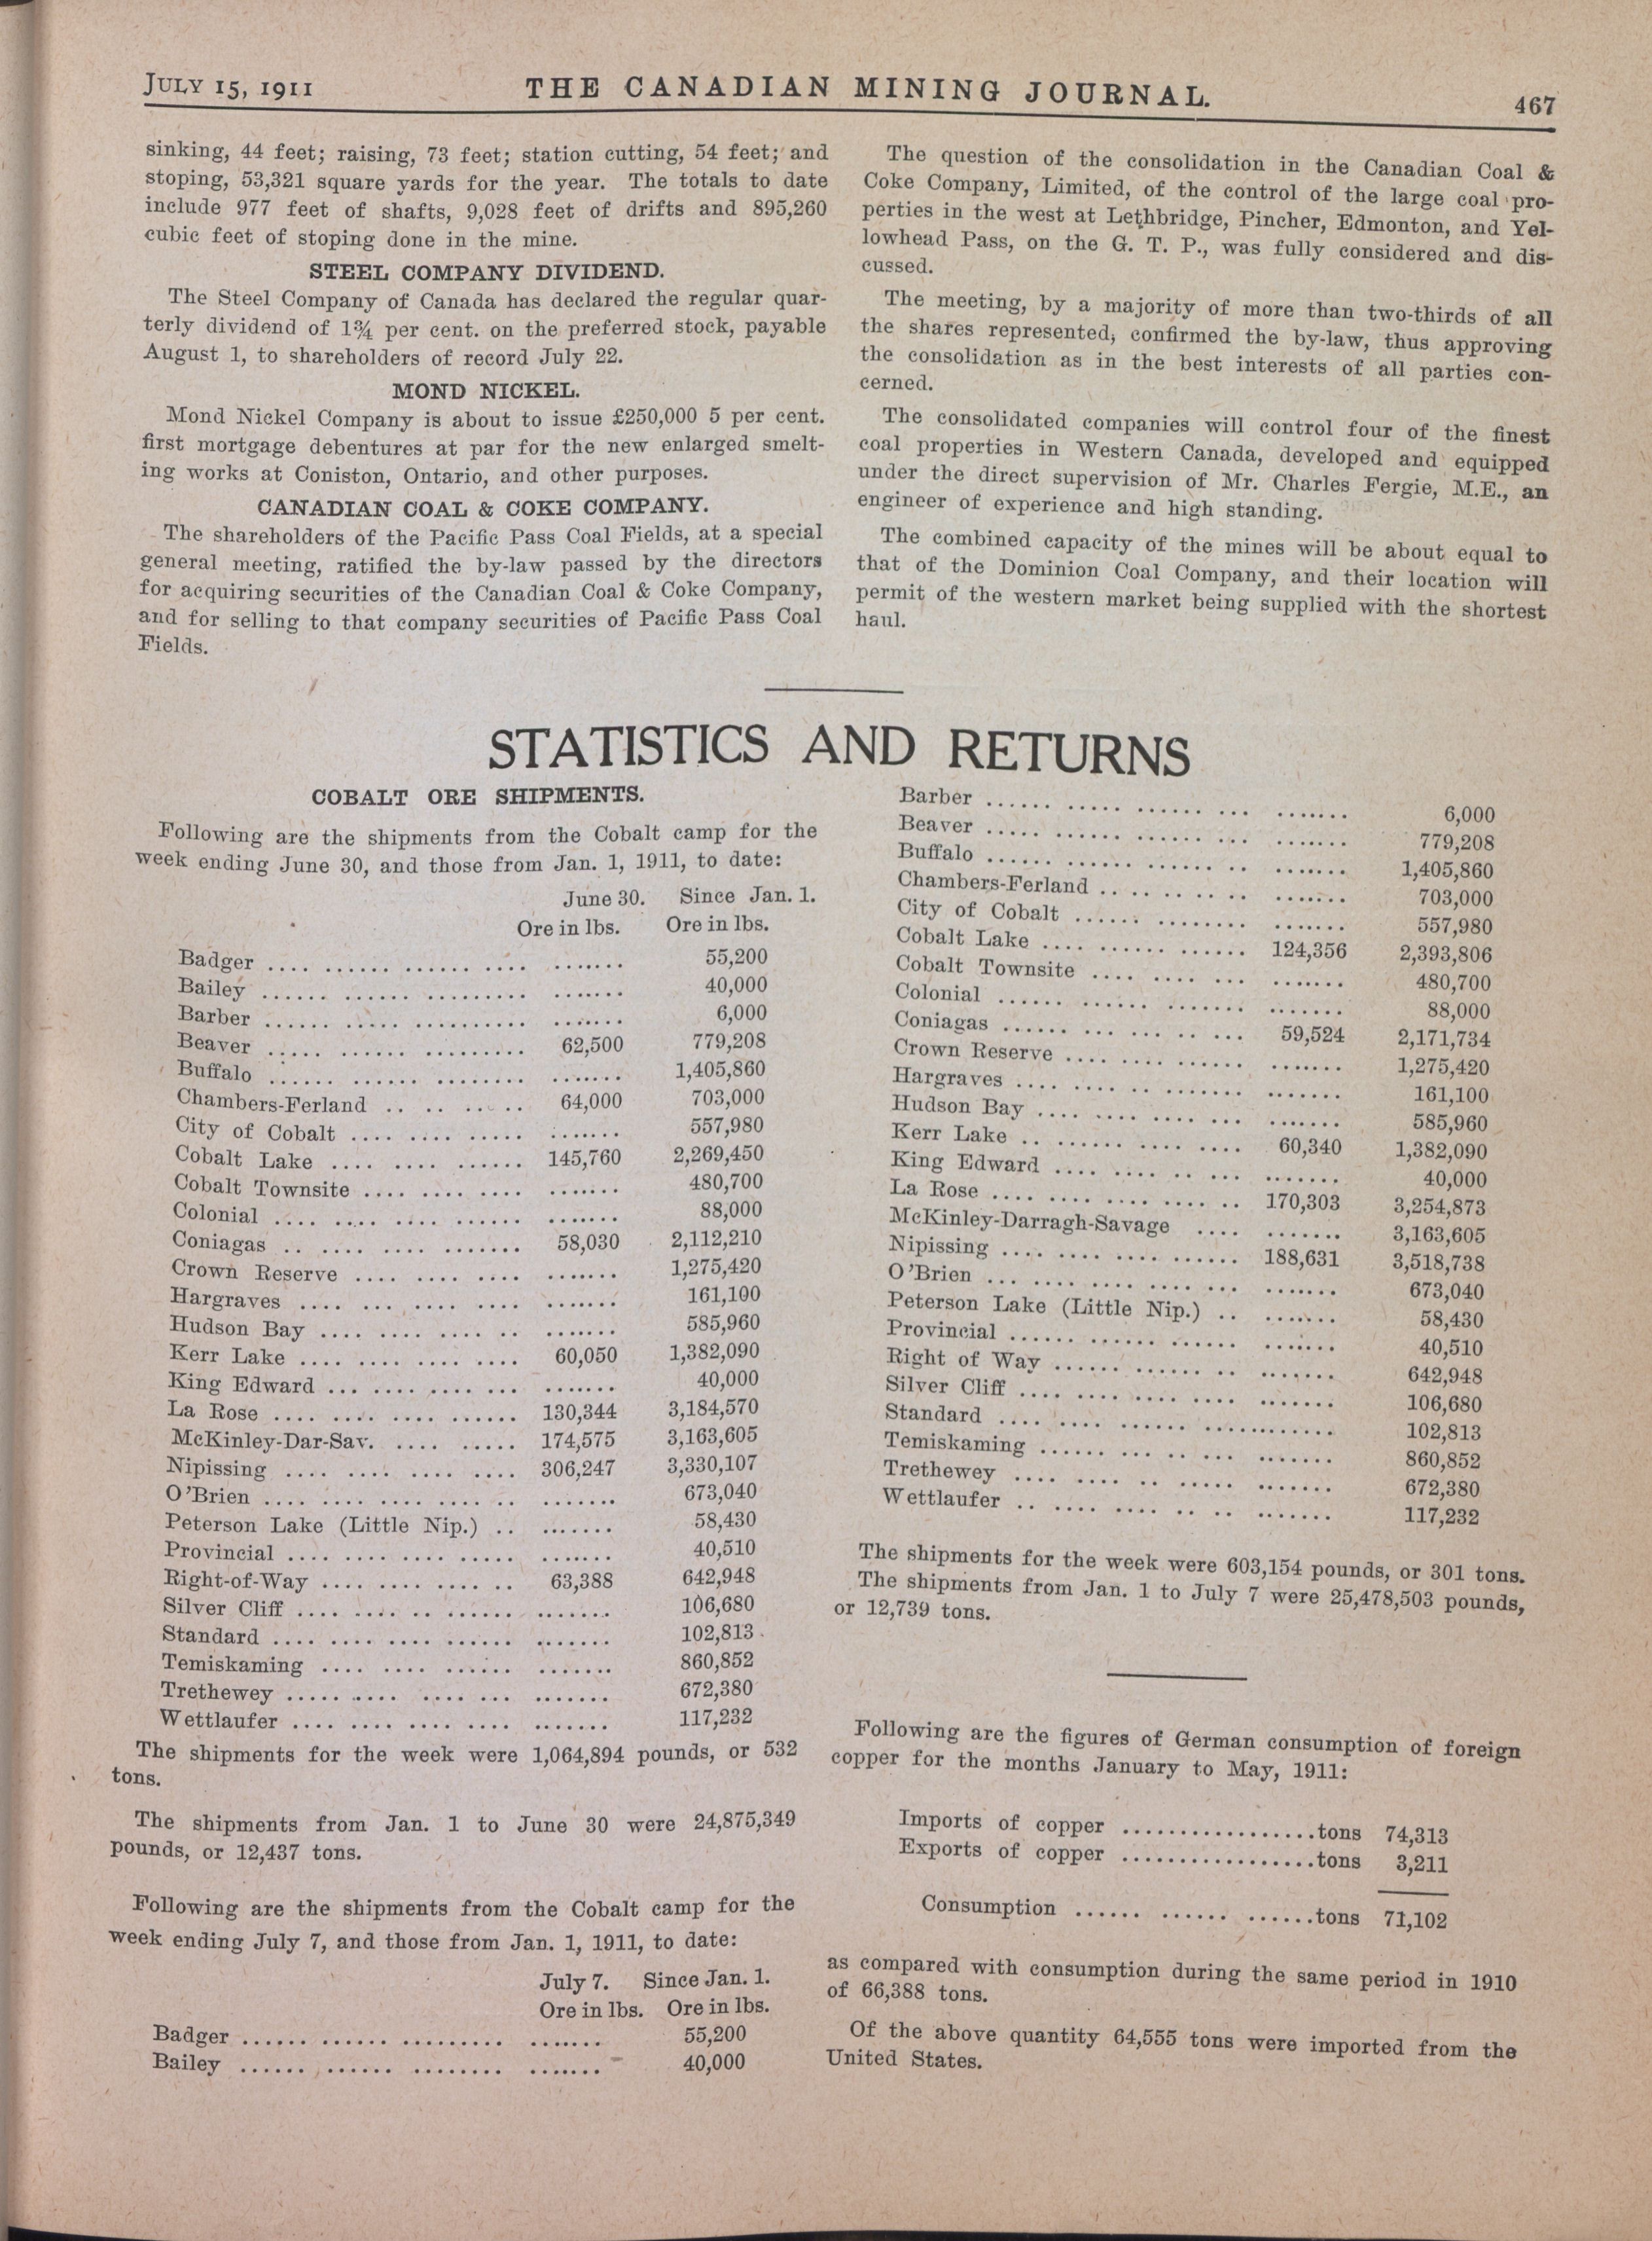 JULY 15, 1911
THE CANADIAN MINING JOURNAL.
467
sinking, 44 feet; raising, 73 feet; station cutting, 54 feet; and
stoping, 53,321 square yards for the year. The totals to date
include 977 feet of shafts, 9,028 feet of drifts and 895,260
cubic feet of stoping done in the mine.
STEEL COMPANY DIVIDEND.
The Steel Company of Canada has declared the regular quar-
terly dividend of 1¾ per cent. on the preferred stock, payable
August 1, to shareholders of record July 22.
MOND NICKEL.
Mond Nickel Company is about to issue £250,000 5 per cent.
first mortgage debentures at par for the new enlarged smelt-
ing works at Coniston, Ontario, and other purposes.
CANADIAN COAL & COKE COMPANY.
The shareholders of the Pacific Pass Coal Fields, at a special
general meeting, ratified the by-law passed by the directors
for acquiring securities of the Canadian Coal & Coke Company,
and for selling to that company securities of Pacific Pass Coal
Fields.
The question of the consolidation in the Canadian Coal &
Coke Company, Limited, of the control of the large coal pro-
perties in the west at Lethbridge, Pincher, Edmonton, and Yel-
lowhead Pass, on the G. T. P., was fully considered and dis-
cussed.
The meeting, by a majority of more than two-thirds of all
the shares represented, confirmed the by-law, thus approving
the consolidation as in the best interests of all parties con-
cerned.
The consolidated companies will control four of the finest
coal properties in Western Canada, developed and equipped
under the direct supervision of Mr. Charles Fergie, M.E., an
engineer of experience and high standing.
The combined capacity of the mines will be about equal to
that of the Dominion Coal Company, and their location will
permit of the western market being supplied with the shortest
haul.
STATISTICS AND RETURNS
COBALT ORE SHIPMENTS.
Following are the shipments from the Cobalt camp for the
week ending June 30, and those from Jan. 1, 1911, to date:
June 30. Since Jan. 1.
Ore in lbs. Ore in lbs.
Badger .... ...... ...... .... ....... 55,200
Bailey ...... ...... ......... ....... 40,000
Barber ...... ..... .......... ....... 6,000
Beaver ..... ...... ......... 62,500 779,208
Buffalo ...... ...... ........ ....... 1,405,860
Chambers-Ferland .. .. ... .. 64,000 703,000
City of Cobalt .... .... ..... ....... 557,980
Cobalt Lake .... .... ...... 145,760 2,269,450
Cobalt Townsite .... .... .... ....... 480,700
Colonial .... .... .... ...... ....... 88,000
Coniagas .. .... .... ....... 58,030 2,112,210
Crown Reserve .... .... .... ....... 1,275,420
Hargraves .... ... .... .... ....... 161,100
Hudson Bay .... .... .... .. ....... 585,960
Kerr Lake .... .... .... .... 60,050 1,382,090
King Edward ... .... .... ... ....... 40,000
La Rose .... .... .... ...... 130,344 3,184,570
McKinley-Dar-Sav. .... ..... 174,575 3,163,605
Nipissing .... .... .... .... 306,247 3,330,107
O'Brien .... .... .... .... .. ....... 673,040
Peterson Lake (Little Nip.) .. ....... 58,430
Provincial .... .... .... ..... ....... 40,510
Right-of-Way .... .... .... .. 63,388 642,948
Silver Cliff .... .... .. ...... ....... 106,680
Standard .... .... .... ...... ....... 102,813
Temiskaming .... .... ...... ....... 860,852
Trethewey ..... .... .... ... ....... 672,380
Wettlaufer .... .... .... .... ....... 117,232
The shipments for the week were 1,064,894 pounds, or 532
tons.
The shipments from Jan. 1 to June 30 were 24,875,349
pounds, or 12,437 tons.
Following are the shipments from the Cobalt camp for the
week ending July 7, and those from Jan. 1, 1911, to date:
July 7. Since Jan. 1.
Ore in lbs. Ore in lbs.
Badger ...... ...... ......... ....... 55,200
Bailey ...... ...... ........ ....... 40,000
Barber ...... ..... ...... ... ....... 6,000
Beaver ..... ...... ...... ... ....... 779,208
Buffalo ...... ...... ...... .. ....... 1,405,860
Chambers-Ferland .. .. .. .. .. ....... 703,000
City of Cobalt ...... ........ ....... 557,980
Cobalt Lake .... ...... ...... 124,356 2,393,806
Cobalt Townsite .... .... ... ....... 480,700
Colonial ...... ...... ....... ....... 88,000
Coniagas ...... ... ... .. ... 59,524 2,171,734
Crown Reserve .... .... ...... ....... 1,275,420
Hargraves .... .... .. ....... ....... 161,100
Hudson Bay .... .... .... ... ....... 585,960
Kerr Lake .. ...... .... .... 60,340 1,382,090
King Edward .... .... .. ... ....... 40,000
La Rose .... .... .... .... .. 170,303 3,254,873
McKinley-Darragh-Savage .... ....... 3,163,605
Nipissing .... .... .... ...... 188,631 3,518,738
O'Brien ... .... .... .... ... ....... 673,040
Peterson Lake (Little Nip.) .. ....... 58,430
Provincial ...... ...... ...... ....... 40,510
Right of Way ...... ....... .. ....... 642,948
Silver Cliff .... .... .... .... ....... 106,680
Standard .... .... ...... ............ 102,813
Temiskaming ...... ... .. ... ....... 860,852
Trethewey .... .... .. ..... ....... 672,380
Wettlaufer .. .... .... .. .. ....... 117,232
The shipments for the week were 603,154 pounds, or 301 tons.
The shipments from Jan. 1 to July 7 were 25,478,503 pounds,
or 12,739 tons.
Following are the figures of German consumption of foreign
copper for the months January to May, 1911:
Imports of copper .................tons 74,313
Exports of copper .................tons 3,211
Consumption ...... ...... ......tons 71,102
as compared with consumption during the same period in 1910
of 66,388 tons.
Of the above quantity 64,555 tons were imported from the
United States.